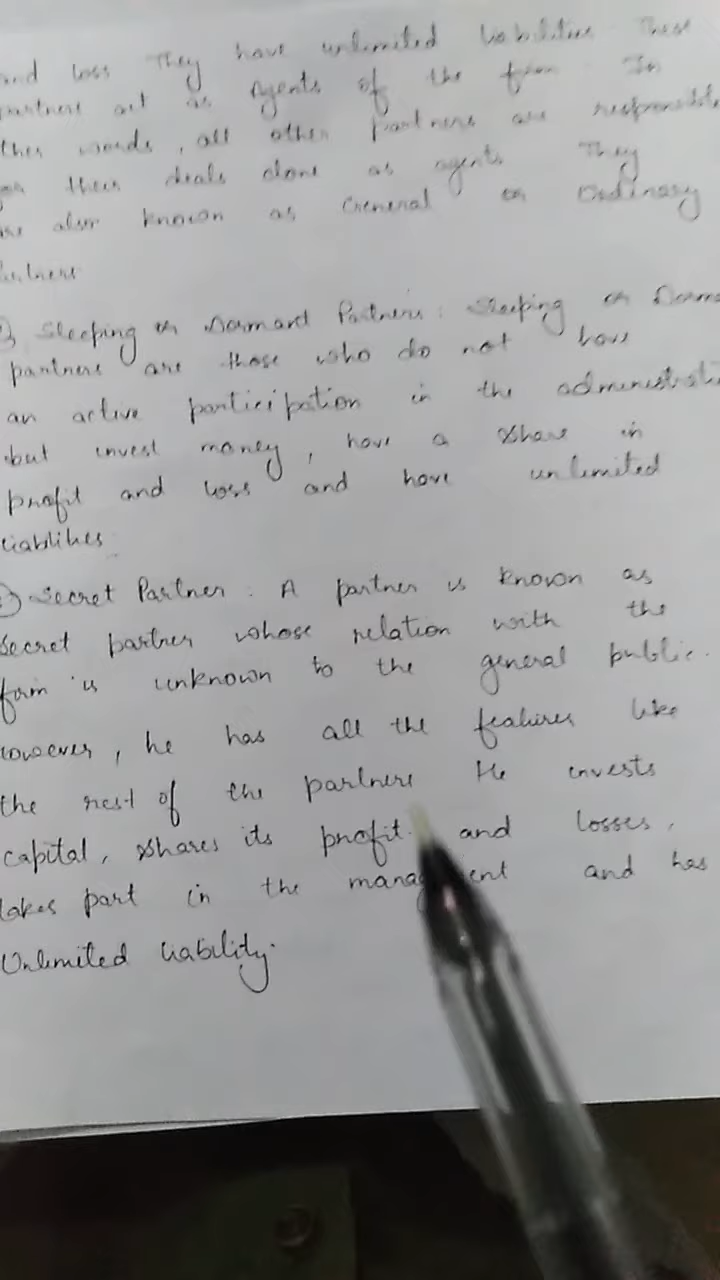 and loss They have unlimited liabilities These
partners act as Agents of the firm. In
other words, all other partners are responsible
for their deals done as agents They
are also known as General or Ordinary
Partners
2) Sleeping or Dormant Partners: Sleeping or Dorma
partners are those who do not have
an active participation in the administrati
but invest money, have a share in
profit and loss and have unlimited
liablities
3) Secret Partner: A partner is known as
Secret partner whose relation with the
firm is unknown to the general public.
However, he has all the features like
the rest of the partners He invests
capital, shares its profit and losses,
takes part in the management and has
Unlimited liability.